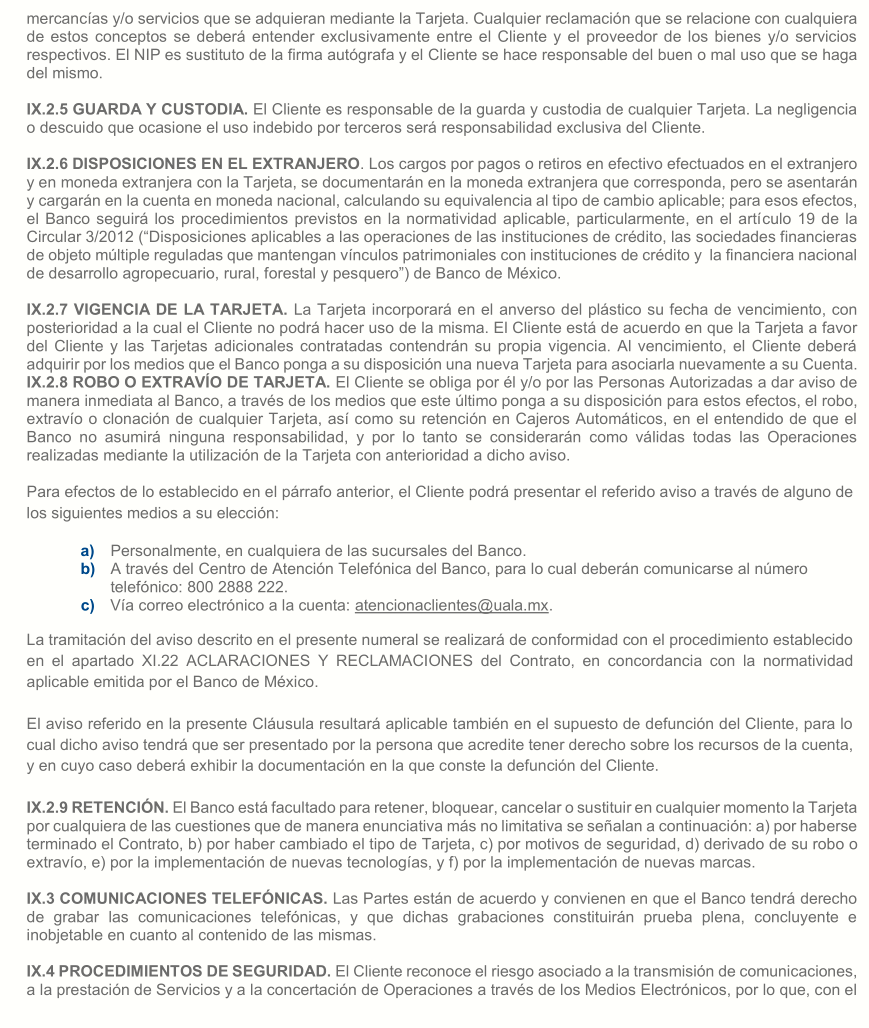 mercancías y/o servicios que se adquieran mediante la Tarjeta. Cualquier reclamación que se relacione con cualquiera
de estos conceptos se deberá entender exclusivamente entre el Cliente y el proveedor de los bienes y/o servicios
respectivos. El NIP es sustituto de la firma autógrafa y el Cliente se hace responsable del buen o mal uso que se haga
del mismo.
IX.2.5 GUARDA Y CUSTODIA. El Cliente es responsable de la guarda y custodia de cualquier Tarjeta. La negligencia
o descuido que ocasione el uso indebido por terceros será responsabilidad exclusiva del Cliente.
IX.2.6 DISPOSICIONES EN EL EXTRANJERO. Los cargos por pagos o retiros en efectivo efectuados en el extranjero
y en moneda extranjera con la Tarjeta, se documentarán en la moneda extranjera que corresponda, pero se asentarán
y cargarán en la cuenta en moneda nacional, calculando su equivalencia al tipo de cambio aplicable; para esos efectos,
el Banco seguirá los procedimientos previstos en la normatividad aplicable, particularmente, en el artículo 19 de la
Circular 3/2012 (“Disposiciones aplicables a las operaciones de las instituciones de crédito, las sociedades financieras
de objeto múltiple reguladas que mantengan vínculos patrimoniales con instituciones de crédito y la financiera nacional
de desarrollo agropecuario, rural, forestal y pesquero”) de Banco de México.
IX.2.7 VIGENCIA DE LA TARJETA. La Tarjeta incorporará en el anverso del plástico su fecha de vencimiento, con
posterioridad a la cual el Cliente no podrá hacer uso de la misma. El Cliente está de acuerdo en que la Tarjeta a favor
del Cliente y las Tarjetas adicionales contratadas contendrán su propia vigencia. Al vencimiento, el Cliente deberá
adquirir por los medios que el Banco ponga a su disposición una nueva Tarjeta para asociarla nuevamente a su Cuenta.
IX.2.8 ROBO O EXTRAVÍO DE TARJETA. El Cliente se obliga por él y/o por las Personas Autorizadas a dar aviso de
manera inmediata al Banco, a través de los medios que este último ponga a su disposición para estos efectos, el robo,
extravío o clonación de cualquier Tarjeta, así como su retención en Cajeros Automáticos, en el entendido de que el
Banco no asumirá ninguna responsabilidad, y por lo tanto se considerarán como válidas todas las Operaciones
realizadas mediante la utilización de la Tarjeta con anterioridad a dicho aviso.
Para efectos de lo establecido en el párrafo anterior, el Cliente podrá presentar el referido aviso a través de alguno de
los siguientes medios a su elección:
a) Personalmente, en cualquiera de las sucursales del Banco.
b) A través del Centro de Atención Telefónica del Banco, para lo cual deberán comunicarse al número
telefónico: 800 2888 222.
c) Vía correo electrónico a la cuenta: atencionaclientes@uala.mx.
La tramitación del aviso descrito en el presente numeral se realizará de conformidad con el procedimiento establecido
en el apartado XI.22 ACLARACIONES Y RECLAMACIONES del Contrato, en concordancia con la normatividad
aplicable emitida por el Banco de México.
El aviso referido en la presente Cláusula resultará aplicable también en el supuesto de defunción del Cliente, para lo
cual dicho aviso tendrá que ser presentado por la persona que acredite tener derecho sobre los recursos de la cuenta,
y en cuyo caso deberá exhibir la documentación en la que conste la defunción del Cliente.
IX.2.9 RETENCIÓN. El Banco está facultado para retener, bloquear, cancelar o sustituir en cualquier momento la Tarjeta
por cualquiera de las cuestiones que de manera enunciativa más no limitativa se señalan a continuación: a) por haberse
terminado el Contrato, b) por haber cambiado el tipo de Tarjeta, c) por motivos de seguridad, d) derivado de su robo o
extravío, e) por la implementación de nuevas tecnologías, y f) por la implementación de nuevas marcas.
IX.3 COMUNICACIONES TELEFÓNICAS. Las Partes están de acuerdo y convienen en que el Banco tendrá derecho
de grabar las comunicaciones telefónicas, y que dichas grabaciones constituirán prueba plena, concluyente e
inobjetable en cuanto al contenido de las mismas.
IX.4 PROCEDIMIENTOS DE SEGURIDAD. El Cliente reconoce el riesgo asociado a la transmisión de comunicaciones,
a la prestación de Servicios y a la concertación de Operaciones a través de los Medios Electrónicos, por lo que, con el